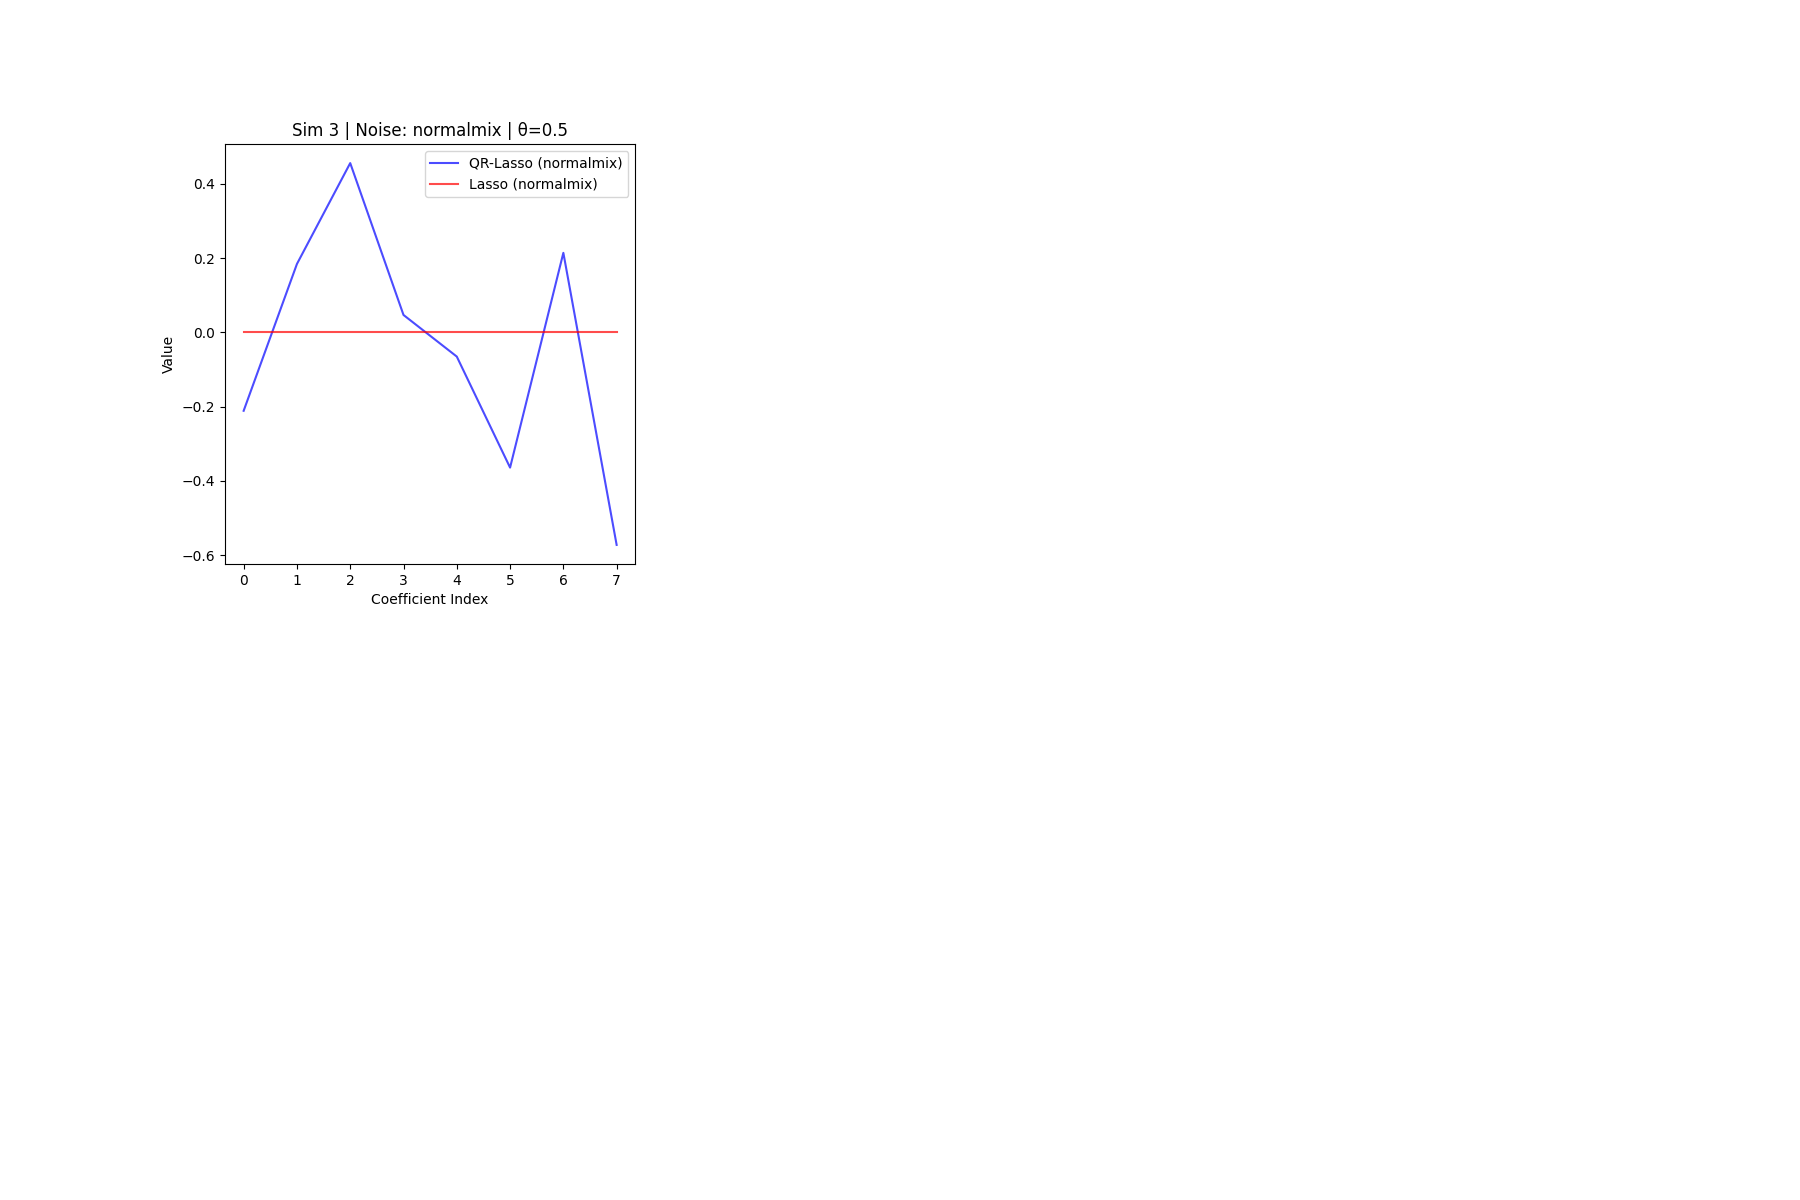 Sim 3 | Noise: normalmix | θ=0.5
QR-Lasso (normalmix)
Lasso (normalmix)
0.4
0.2
0.0
−0.2
−0.4
−0.6
Value
0 1 2 3 4 5 6 7
Coefficient Index